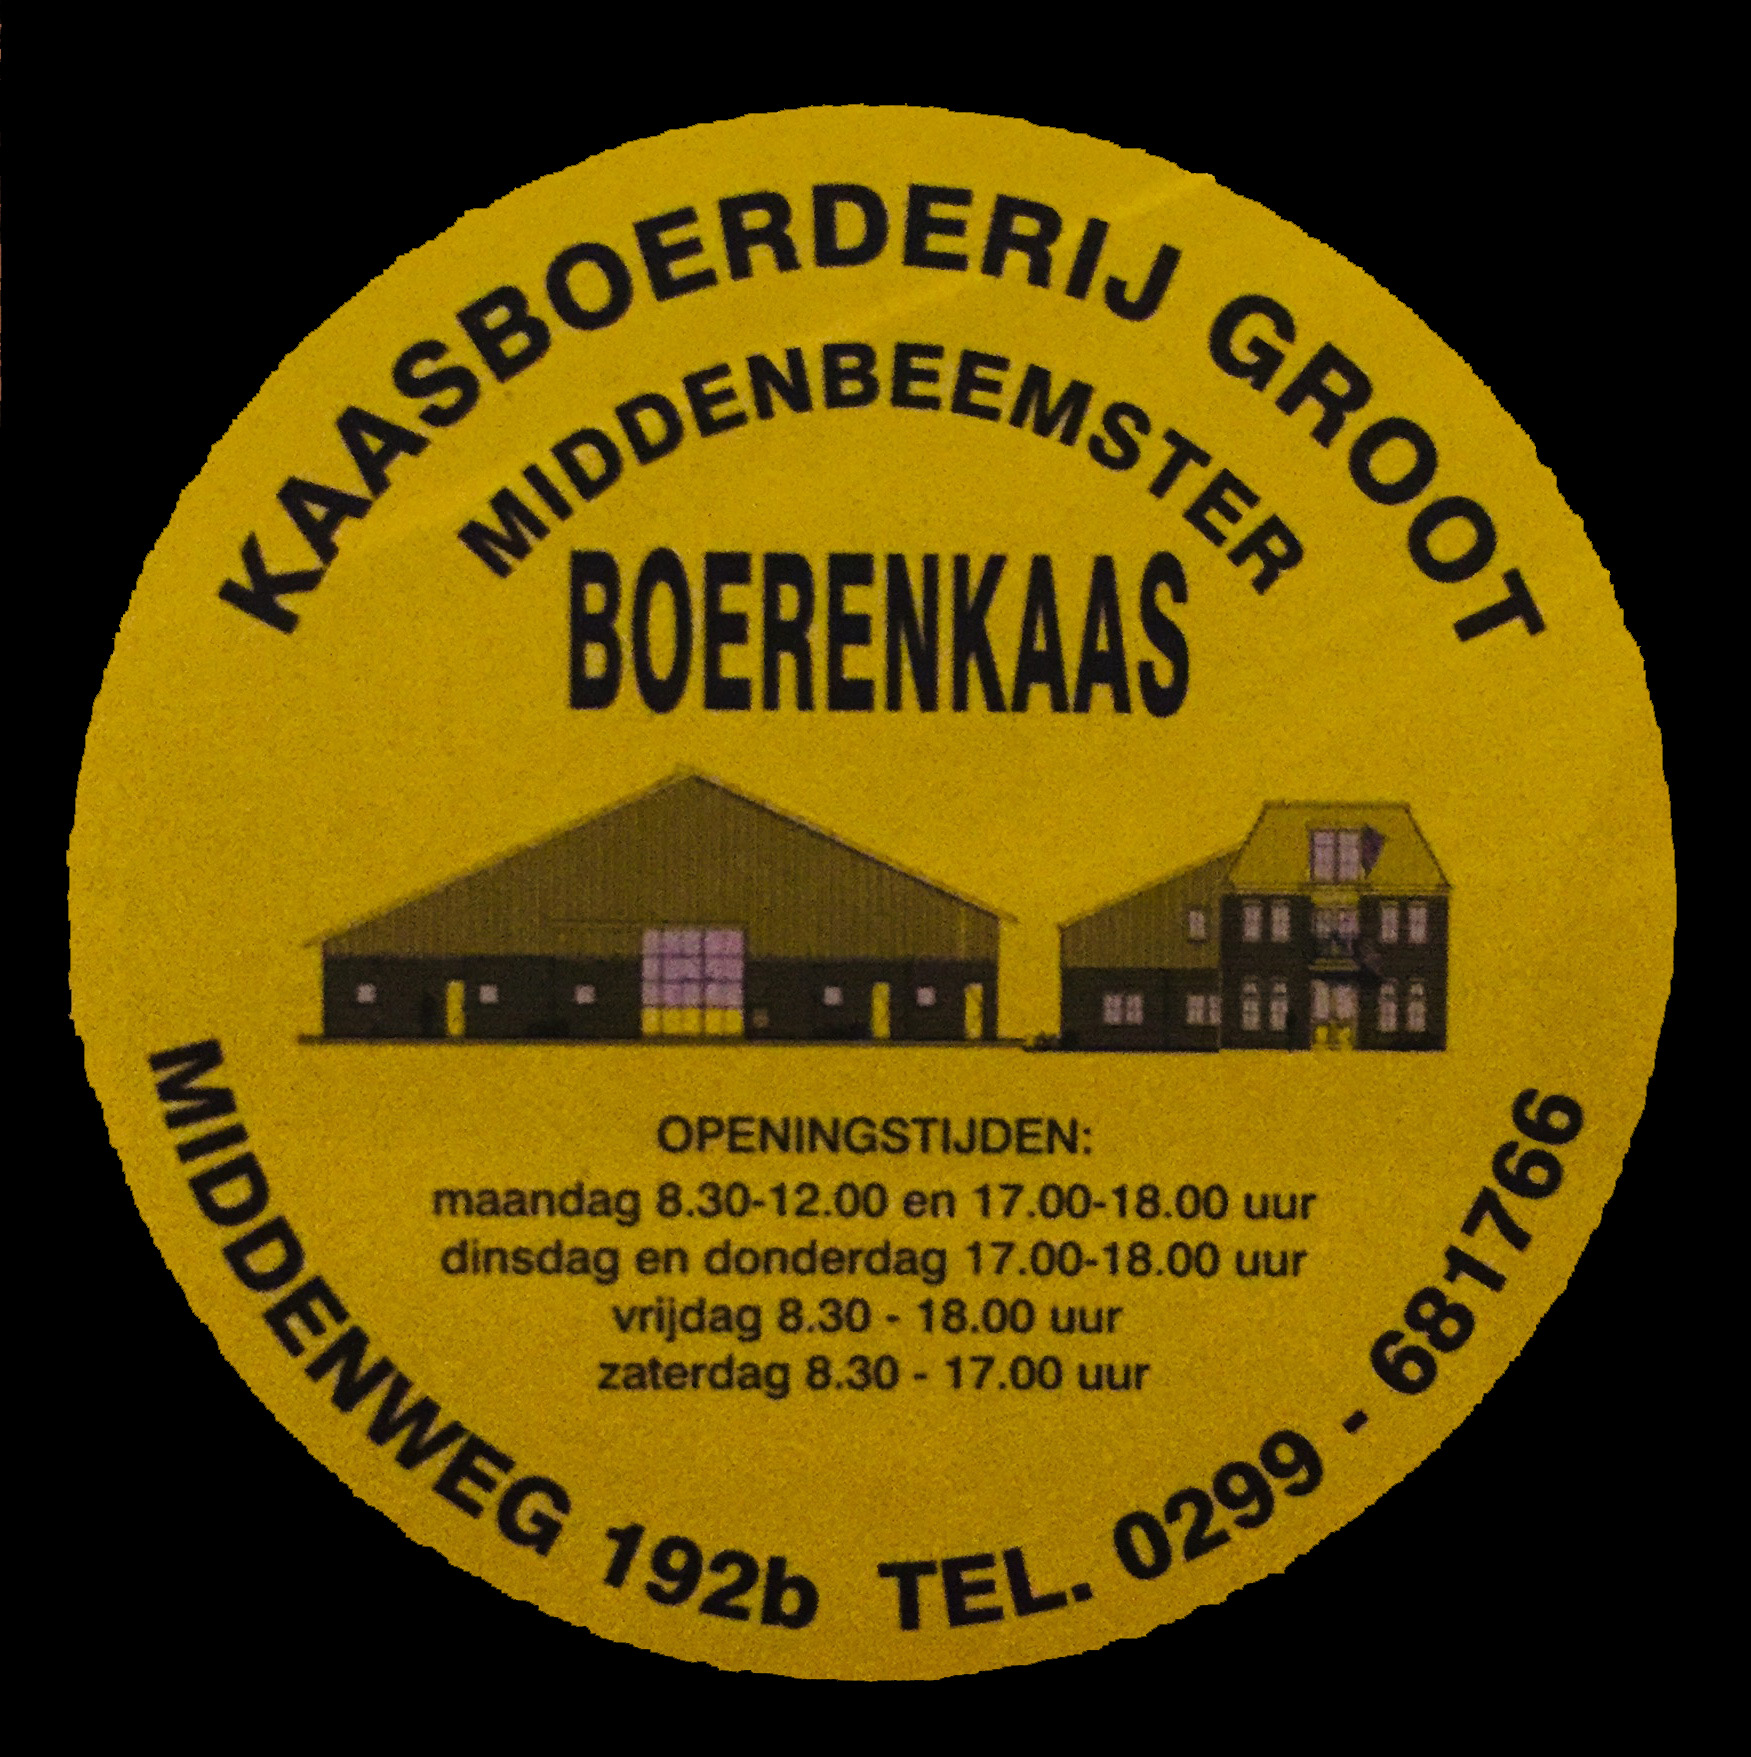 KAASBOERDERIJ GROOT
MIDDENBEEMSTER
BOERENKAAS
OPENINGSTIJDEN:
maandag 8.30-12.00 en 17.00-18.00 uur
dinsdag en donderdag 17.00-18.00 uur
vrijdag 8.30 - 18.00 uur
zaterdag 8.30 - 17.00 uur
MIDDENWEG 192b TEL. 0299 - 681766